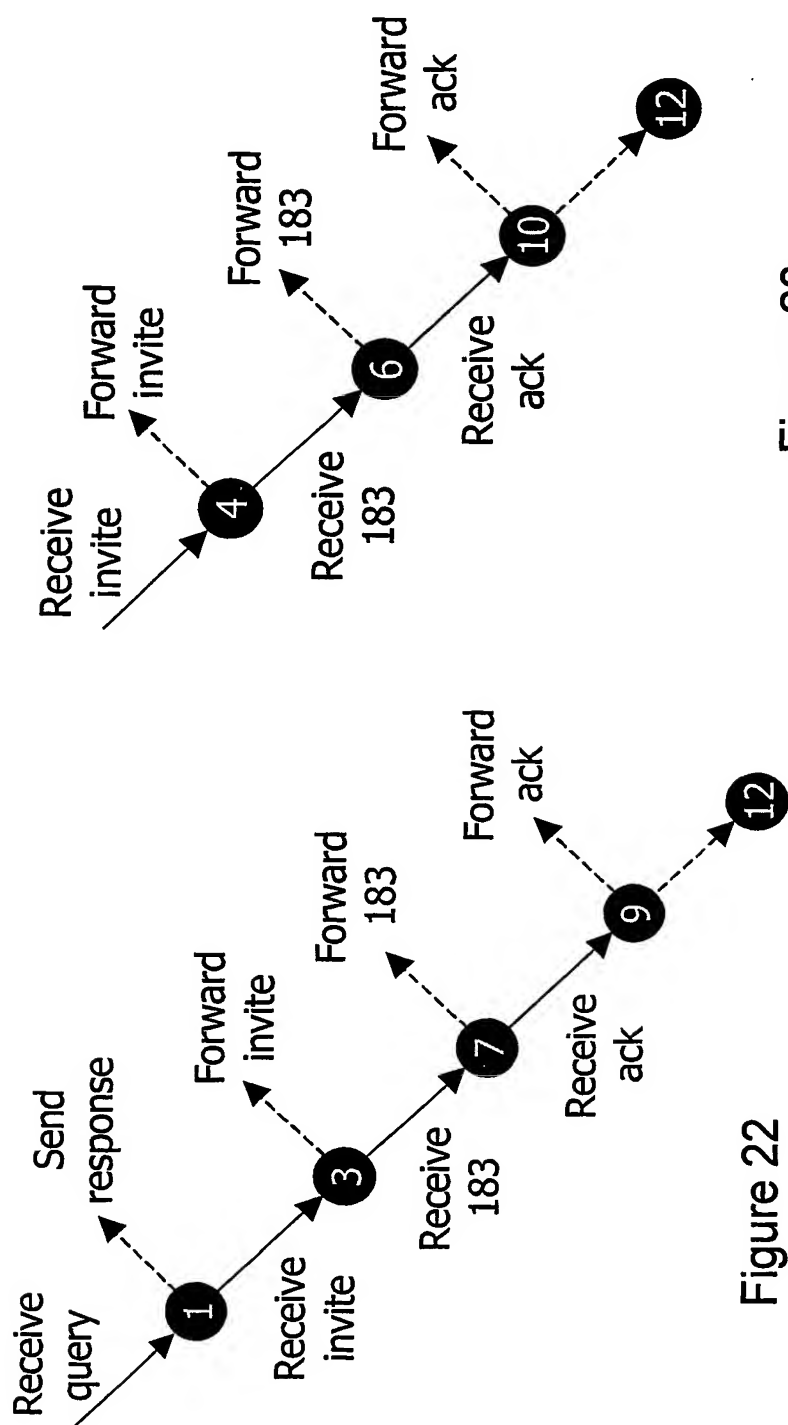 Receive
query
Send
response
1
Receive
invite
Forward
invite
3
Receive
183
Forward
183
7
Receive
ack
Forward
ack
9
12
Figure 22
Receive
invite
Forward
invite
4
Receive
183
Forward
183
6
Receive
ack
Forward
ack
10
12